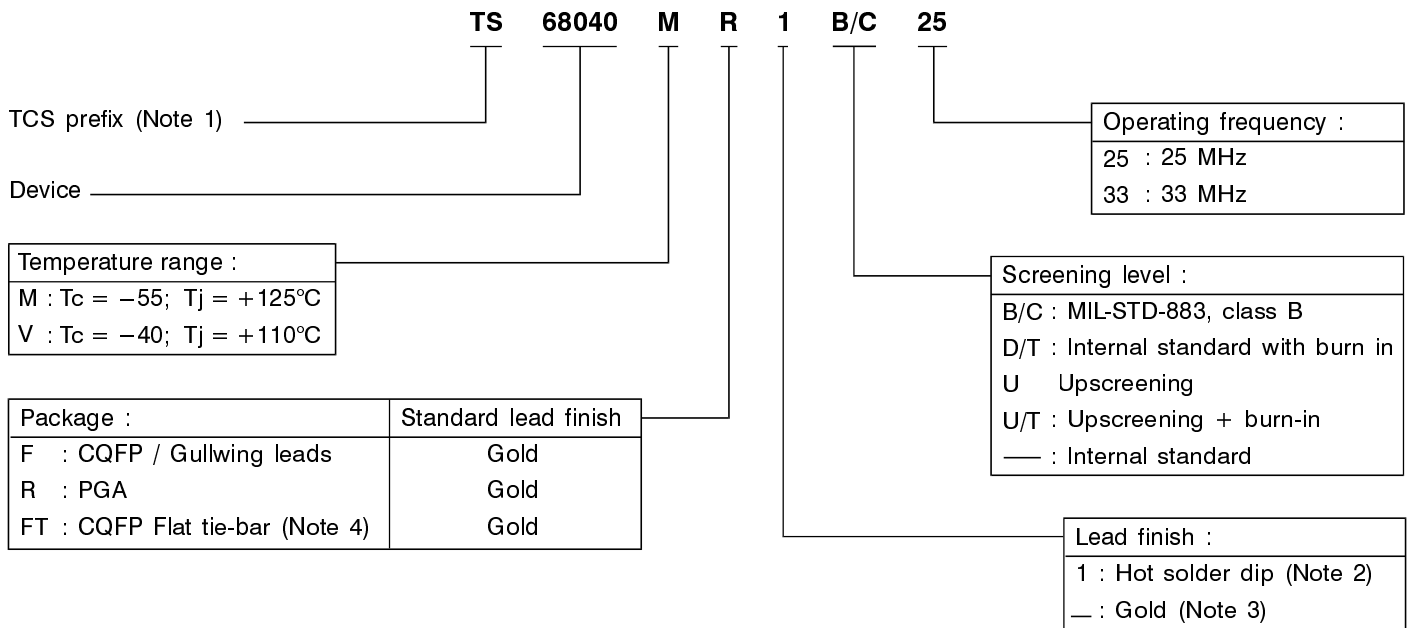 TS 68040 M R 1 B/C 25
TCS prefix (Note 1)
Device
Temperature range :
M : Tc = −55; Tj = +125°C
V : Tc = −40; Tj = +110°C
Package : Standard lead finish
F : CQFP / Gullwing leads Gold
R : PGA Gold
FT : CQFP Flat tie-bar (Note 4) Gold
Operating frequency :
25 : 25 MHz
33 : 33 MHz
Screening level :
B/C : MIL-STD-883, class B
D/T : Internal standard with burn in
U Upscreening
U/T : Upscreening + burn-in
— : Internal standard
Lead finish :
1 : Hot solder dip (Note 2)
_ : Gold (Note 3)